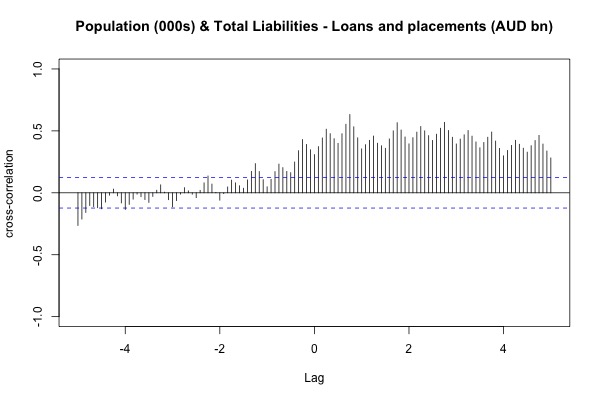 Population (000s) & Total Liabilities - Loans and placements (AUD bn)
1.0
0.5
0.0
-0.5
-1.0
cross-correlation
-4 -2 0 2 4
Lag